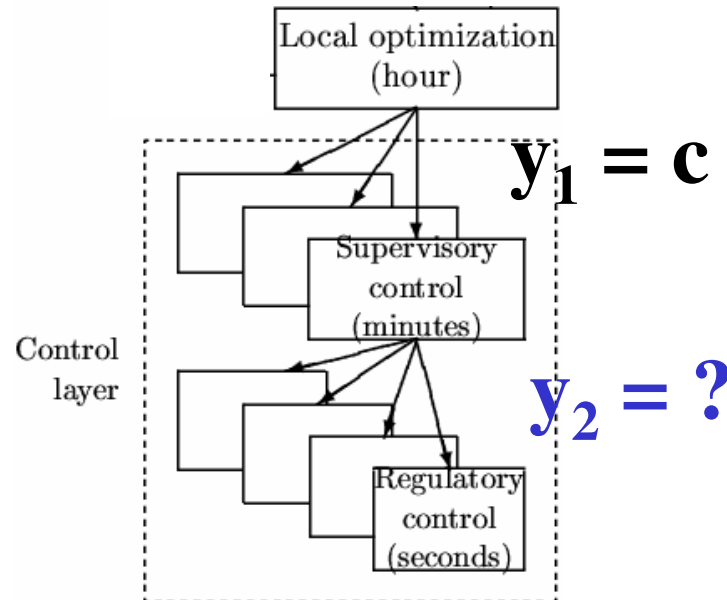 Local optimization
(hour)
y₁ = c
Supervisory
control
(minutes)
Control
layer
y₂ = ?
Regulatory
control
(seconds)